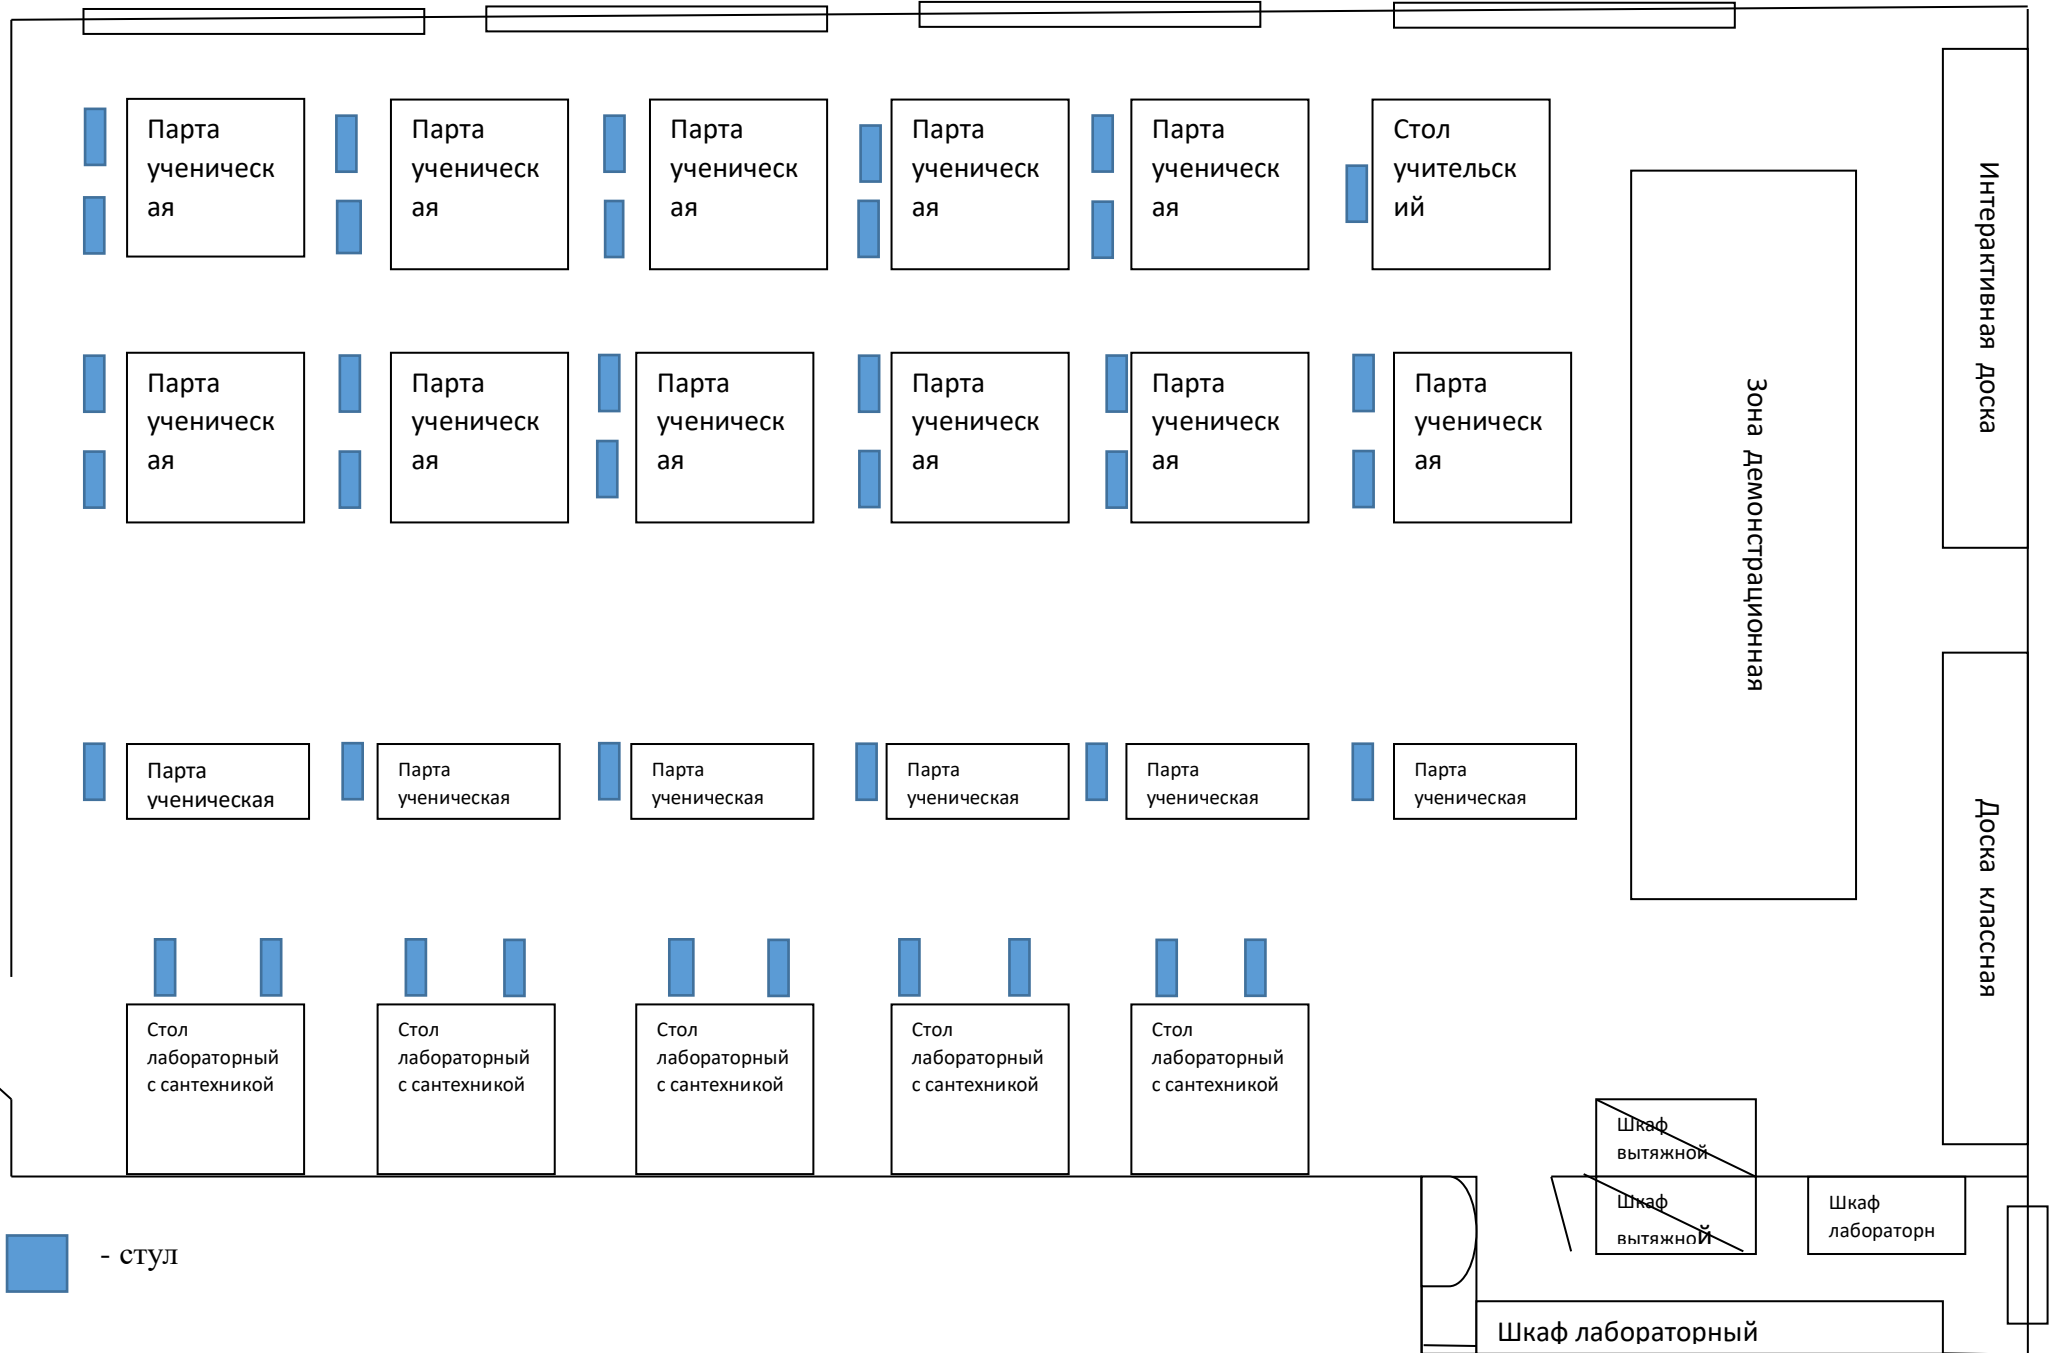 Парта
ученическ
ая
Парта
ученическ
ая
Парта
ученическ
ая
Парта
ученическ
ая
Парта
ученическ
ая
Стол
учительск
ий
Интерактивная доска
Парта
ученическ
ая
Парта
ученическ
ая
Парта
ученическ
ая
Парта
ученическ
ая
Парта
ученическ
ая
Парта
ученическ
ая
Зона демонстрационная
Парта
ученическая
Парта
ученическая
Парта
ученическая
Парта
ученическая
Парта
ученическая
Парта
ученическая
Доска классная
Стол
лабораторный
с сантехникой
Стол
лабораторный
с сантехникой
Стол
лабораторный
с сантехникой
Стол
лабораторный
с сантехникой
Стол
лабораторный
с сантехникой
Шкаф
вытяжной
Шкаф
вытяжной
Шкаф
лабораторн
- стул
Шкаф лабораторный